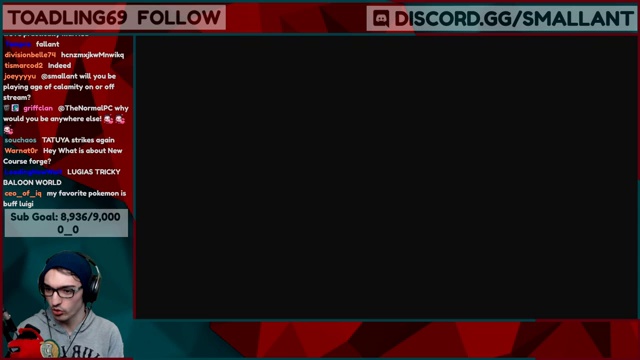 TOADLING69 FOLLOW
DISCORD.GG/SMALLANT
fallant
divisionbelle74 hcnzmxjkwMnwikq
tismarcod2 Indeed
joeyyyyu @smallant will you be
playing age of calamity on or off
stream?
griffclan @TheNormalPC why
would you be anywhere else!
souchaos TATUYA strikes again
Warnat0r Hey What is about New
Course forge?
LUGIAS TRICKY
BALOON WORLD
ceo_of_iq my favorite pokemon is
buff luigi
Sub Goal: 8,936/9,000
0_0